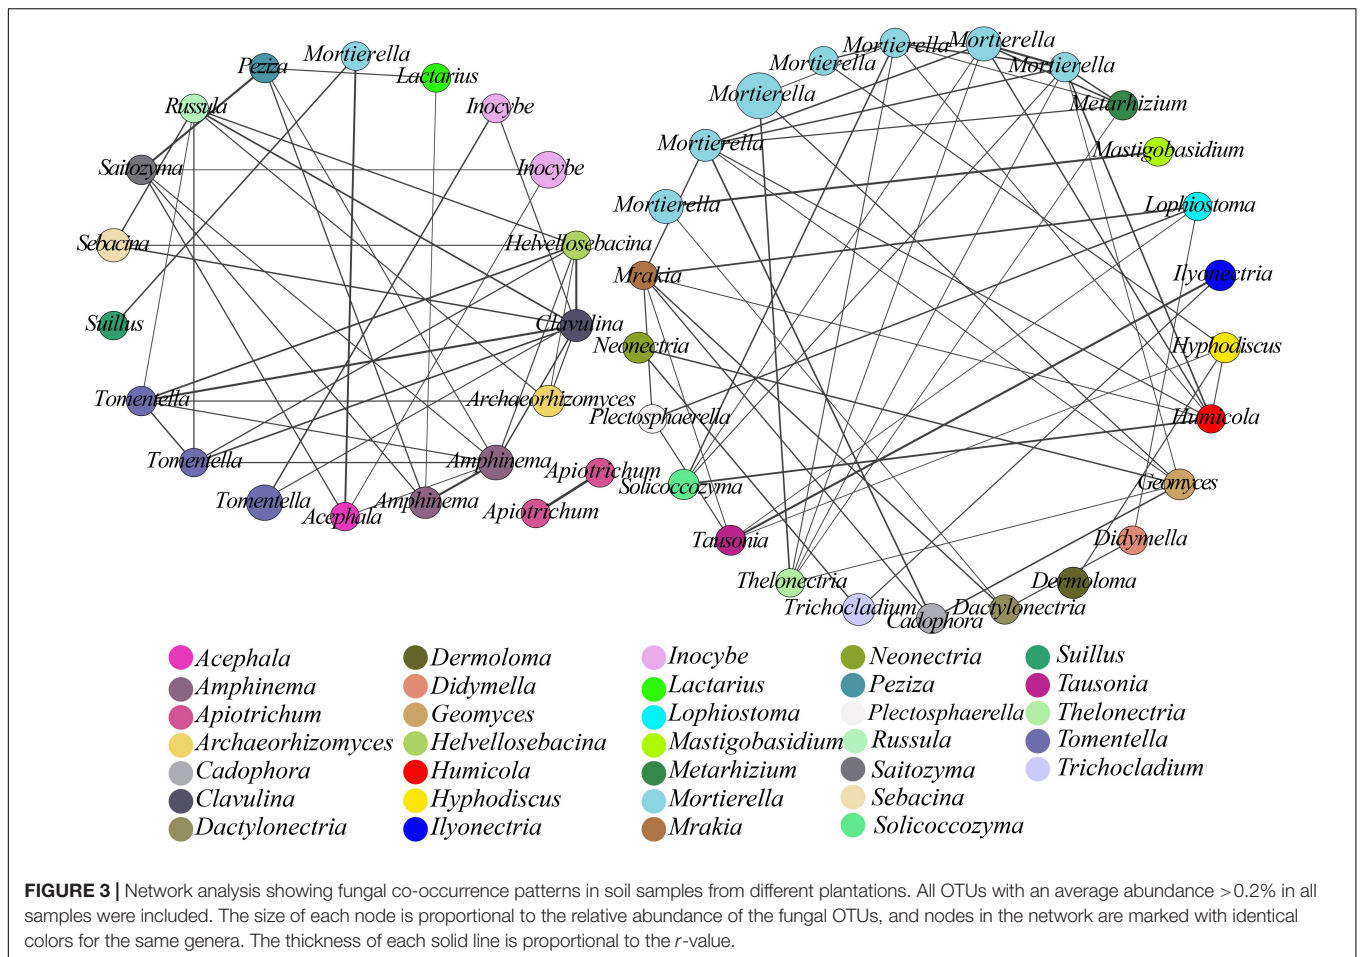 Mortierella
Peziza
Lactarius
Russula
Inocybe
Saitozyma
Inocybe
Sebacina
Helvellosebacina
Suillus
Clavulina
Tomentella
Archaeorhizomyces
Tomentella
Amphinema
Apiotrichum
Tomentella
Acephala
Amphinema
Apiotrichum
Mortierella
Mortierella
Mortierella
Mortierella
Mortierella
Metarhizium
Mortierella
Mastigobasidium
Mortierella
Lophiostoma
Mrakia
Ilyonectria
Neonectria
Hyphodiscus
Plectosphaerella
Humicola
Solicoccozyma
Geomyces
Tausonia
Didymella
Thelonectria
Dermoloma
Trichocladium
Cadophora
Dactylonectria
Acephala
Amphinema
Apiotrichum
Archaeorhizomyces
Cadophora
Clavulina
Dactylonectria
Dermoloma
Didymella
Geomyces
Helvellosebacina
Humicola
Hyphodiscus
Ilyonectria
Inocybe
Lactarius
Lophiostoma
Mastigobasidium
Metarhizium
Mortierella
Mrakia
Neonectria
Peziza
Plectosphaerella
Russula
Saitozyma
Sebacina
Solicoccozyma
Suillus
Tausonia
Thelonectria
Tomentella
Trichocladium
FIGURE 3 | Network analysis showing fungal co-occurrence patterns in soil samples from different plantations. All OTUs with an average abundance >0.2% in all
samples were included. The size of each node is proportional to the relative abundance of the fungal OTUs, and nodes in the network are marked with identical
colors for the same genera. The thickness of each solid line is proportional to the r-value.